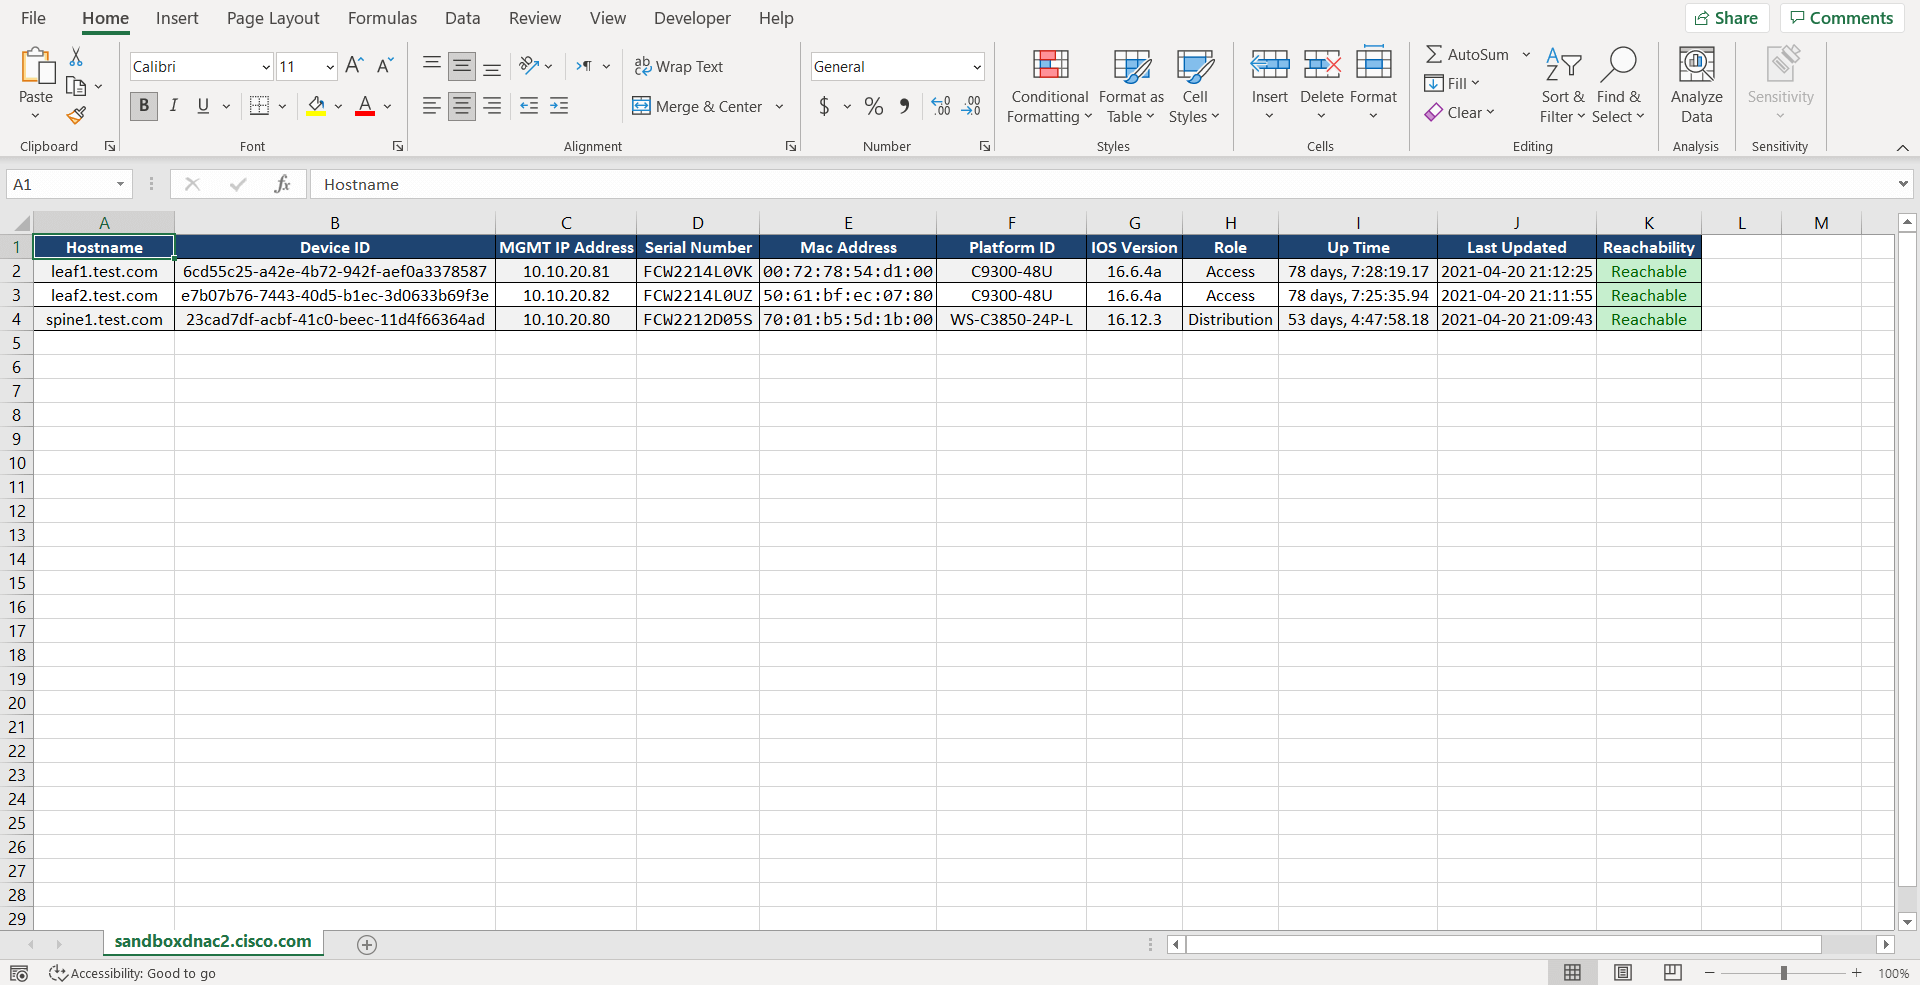 File Home Insert Page Layout Formulas Data Review View Developer Help Share Comments
Paste Calibri 11 Wrap Text Merge & Center General $ % Conditional Formatting Format as Table Cell Styles Insert Delete Format AutoSum Fill Clear Sort & Filter Find & Select Analyze Data Sensitivity
Clipboard Font Alignment Number Styles Cells Editing Analysis Sensitivity
A1 fx Hostname
A B C D E F G H I J K L M
1 Hostname Device ID MGMT IP Address Serial Number Mac Address Platform ID IOS Version Role Up Time Last Updated Reachability
2 leaf1.test.com 6cd55c25-a42e-4b72-942f-aef0a3378587 10.10.20.81 FCW2214L0VK 00:72:78:54:d1:00 C9300-48U 16.6.4a Access 78 days, 7:28:19.17 2021-04-20 21:12:25 Reachable
3 leaf2.test.com e7b07b76-7443-40d5-b1ec-3d0633b69f3e 10.10.20.82 FCW2214L0UZ 50:61:bf:ec:07:80 C9300-48U 16.6.4a Access 78 days, 7:25:35.94 2021-04-20 21:11:55 Reachable
4 spine1.test.com 23cad7df-acbf-41c0-beec-11d4f66364ad 10.10.20.80 FCW2212D05S 70:01:b5:5d:1b:00 WS-C3850-24P-L 16.12.3 Distribution 53 days, 4:47:58.18 2021-04-20 21:09:43 Reachable
5
6
7
8
9
10
11
12
13
14
15
16
17
18
19
20
21
22
23
24
25
26
27
28
29
sandboxdnac2.cisco.com
Accessibility: Good to go 100%